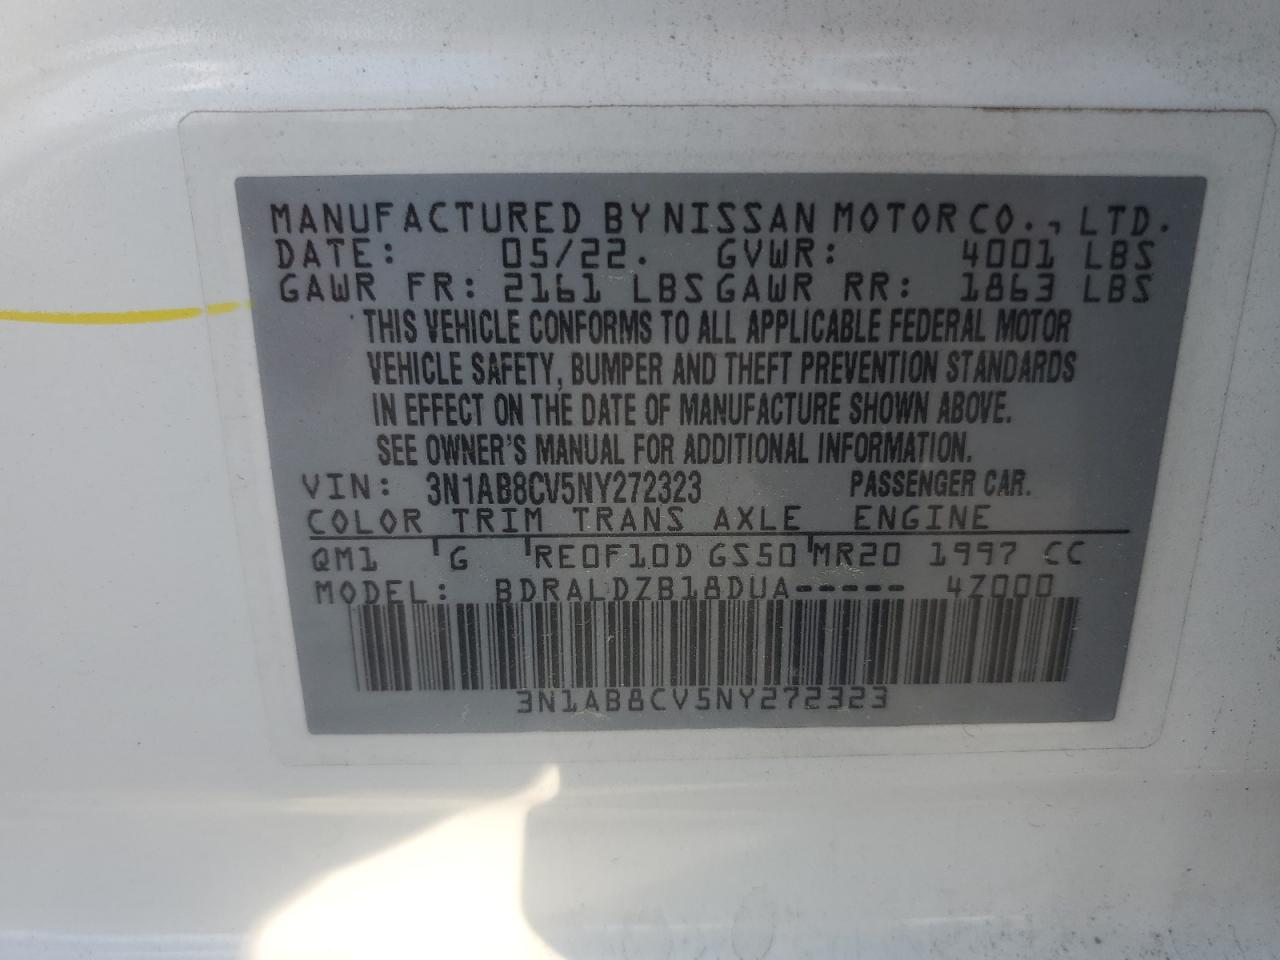 MANUFACTURED BY NISSAN MOTOR CO., LTD.
DATE: 05/22. GVWR: 4001 LBS
GAWR FR: 2161 LBS GAWR RR: 1863 LBS
THIS VEHICLE CONFORMS TO ALL APPLICABLE FEDERAL MOTOR
VEHICLE SAFETY, BUMPER AND THEFT PREVENTION STANDARDS
IN EFFECT ON THE DATE OF MANUFACTURE SHOWN ABOVE.
SEE OWNER'S MANUAL FOR ADDITIONAL INFORMATION.
VIN: 3N1AB8CV5NY272323 PASSENGER CAR.
COLOR TRIM TRANS AXLE ENGINE
QM1 G RE0F10D GS50 MR20 1997 CC
MODEL: BDRALDZB18DUA----- 4Z000
3N1AB8CV5NY272323